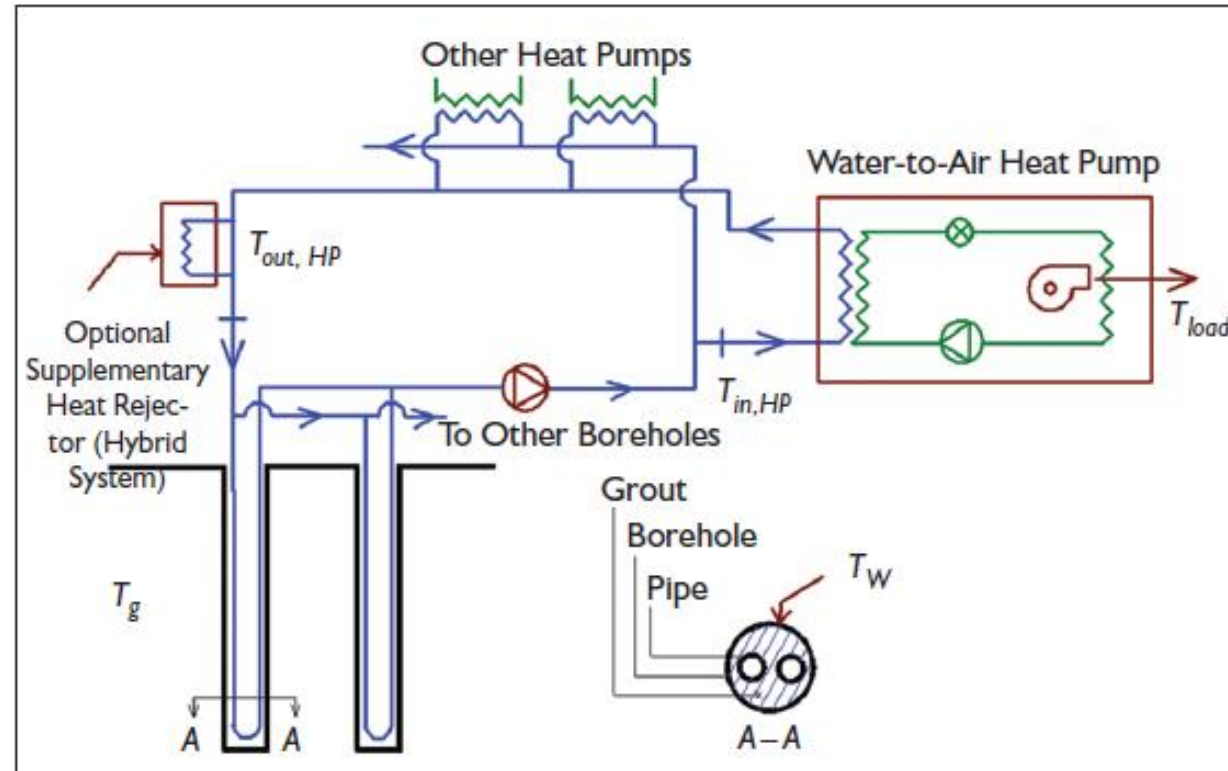 Other Heat Pumps
Water-to-Air Heat Pump
T_out, HP
T_load
Optional
Supplementary
Heat Rejec-
tor (Hybrid
System)
T_in,HP
To Other Boreholes
Grout
Borehole
Pipe
T_W
T_g
A A
A–A